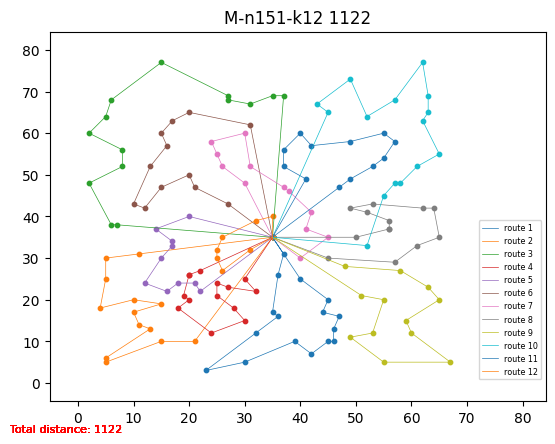 M-n151-k12 1122
80
70
60
50
40
30
20
10
0
0 10 20 30 40 50 60 70 80
route 1
route 2
route 3
route 4
route 5
route 6
route 7
route 8
route 9
route 10
route 11
route 12
Total distance: 1122